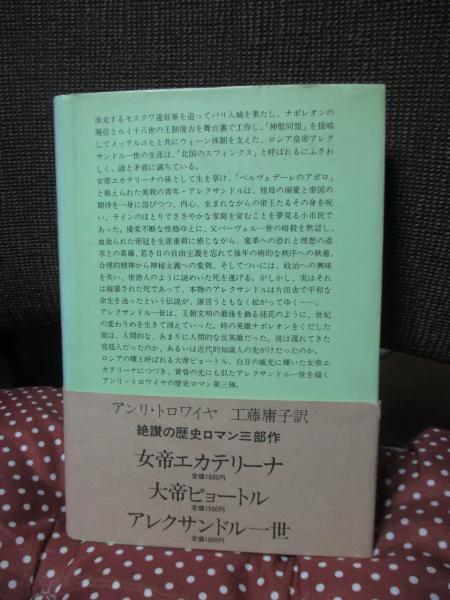 潰走するモスクワ遠征軍を追ってパリ入城を果たし、ナポレオンの
廃位とルイ十八世の王制復古を舞台裏で工作し、「神聖同盟」を提唱
してメッテルニヒと共にウィーン体制を支えた、ロシア皇帝アレク
サンドル一世の生涯は、「北国のスフィンクス」と呼ばれるにふさわ
しく、謎と矛盾に満ちている。
女帝エカテリーナの孫として生を享け、「ベルヴェデーレのアポロ」
と称えられた美貌の青年・アレクサンドルは、祖母の溺愛と帝国の
期待を一身に浴びつつ、内心、生まれながらの帝王たるその身を呪
い、ラインのほとりでささやかな家庭を営むことを夢見る小市民で
あった。優柔不断な性格ゆえに、父パーヴェル一世の暗殺を黙認し、
血塗られた帝冠を生涯重荷に感じながら、変革への恐れと理想の追
求との葛藤、若き日の自由主義を忘れて後年の病的な秩序への執着、
合理的精神から神秘主義への変貌、そしてついには、政治への興味
を失い、世捨人のように謎めいた死を遂げる。がしかし、実はそれ
は擬装された死であって、本物のアレクサンドルは片田舎で平和な
余生を送ったという伝説が、誰言うともなく拡がってゆく……。
アレクサンドル一世は、王朝文明の最後を飾る徒花のように、世紀
の変わりめを生きて消えていった。時の英雄ナポレオンをくだした
彼は、人間的な、あまりに人間的な反英雄だった。彼は遅れてきた
宮廷人だったのか、あるいは近代的知識人の先がけだったのか。
ロシアの曙と呼ばれる大帝ピョートル、白日の威光に輝いた女帝エ
カテリーナにつづき、黄昏の光にも似たアレクサンドル一世を描く
アンリ・トロワイヤの歴史ロマン第三弾。
アンリ・トロワイヤ 工藤庸子訳
絶讃の歴史ロマン三部作
女帝エカテリーナ
定価1800円
大帝ピョートル
定価1500円
アレクサンドル一世
定価1800円